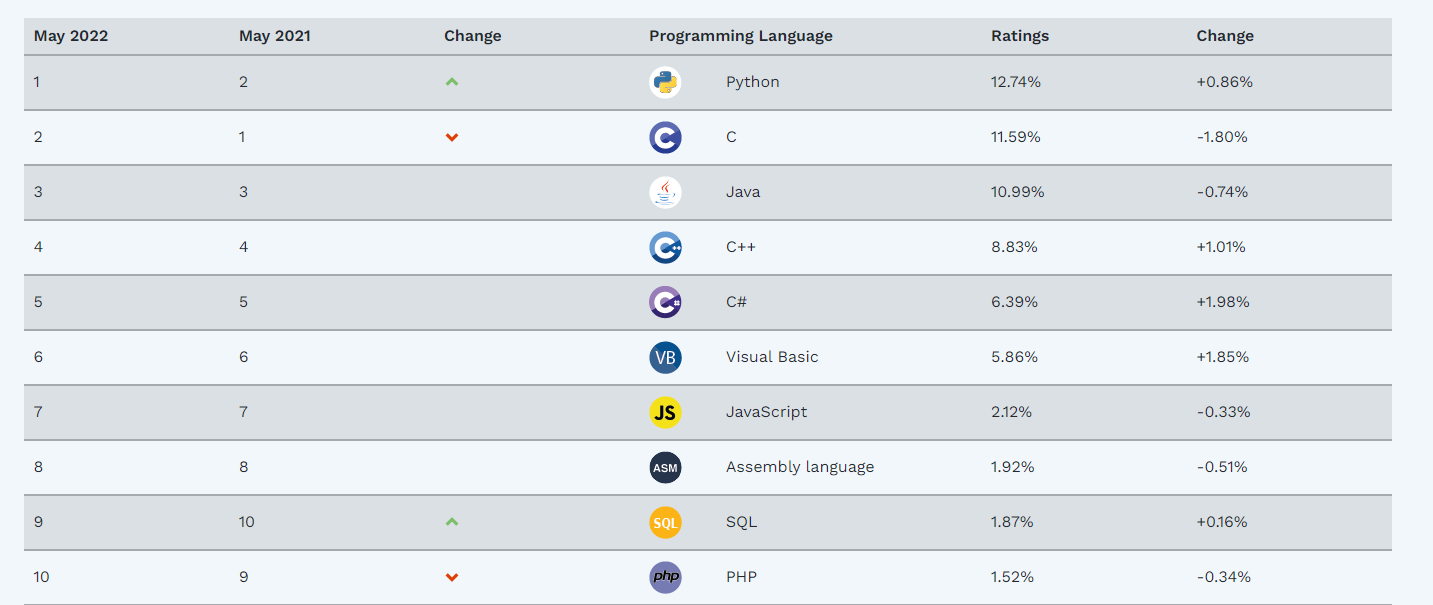 May 2022 May 2021 Change Programming Language Ratings Change
1 2 Python 12.74% +0.86%
2 1 C C 11.59% -1.80%
3 3 Java 10.99% -0.74%
4 4 C++ C++ 8.83% +1.01%
5 5 C# C# 6.39% +1.98%
6 6 VB Visual Basic 5.86% +1.85%
7 7 JS JavaScript 2.12% -0.33%
8 8 ASM Assembly language 1.92% -0.51%
9 10 SQL SQL 1.87% +0.16%
10 9 php PHP 1.52% -0.34%